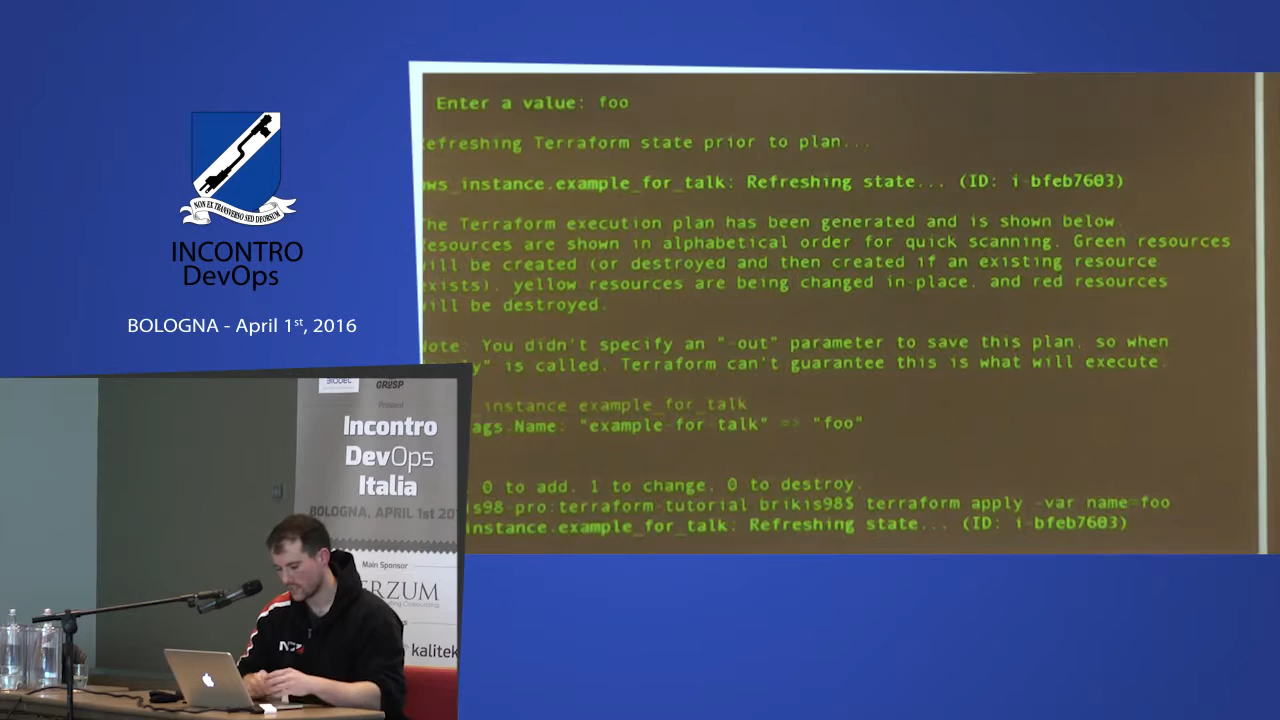 NON EX TRANSVERSO SED DEORSUM
INCONTRO
DevOps
BOLOGNA - April 1st, 2016
Enter a value: foo
efreshing Terraform state prior to plan...
ws_instance.example_for_talk: Refreshing state... (ID: i-bfeb7603)
he Terraform execution plan has been generated and is shown below.
esources are shown in alphabetical order for quick scanning. Green resources
ill be created (or destroyed and then created if an existing resource
xists), yellow resources are being changed in-place, and red resources
ill be destroyed.
ote: You didn't specify an "-out" parameter to save this plan, so when
y" is called, Terraform can't guarantee this is what will execute.
_instance.example_for_talk
ags.Name: "example-for-talk" => "foo"
0 to add, 1 to change, 0 to destroy.
is98-pro:terraform-tutorial brikis98$ terraform apply -var name=foo
instance.example_for_talk: Refreshing state... (ID: i-bfeb7603)
BIODEC
GRUSP
Present
Incontro
DevOps
Italia
BOLOGNA, APRIL 1st 201
Main Sponsor
ERZUM
kalitek